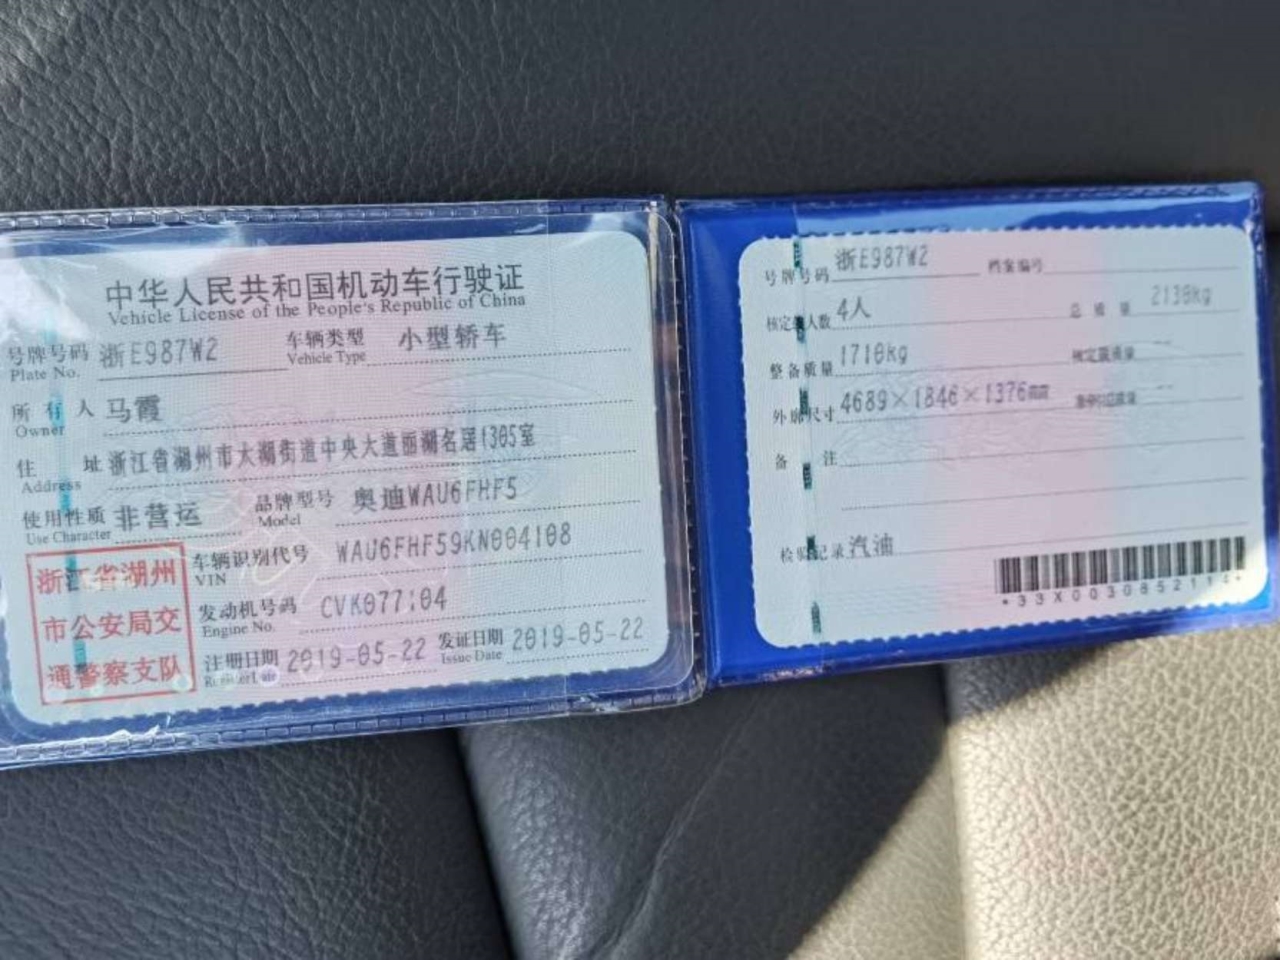 中华人民共和国机动车行驶证
Vehicle License of the People's Republic of China
号牌号码 浙E987W2 车辆类型 小型轿车
Plate No. Vehicle Type
所有人 马霞
Owner
住址 浙江省湖州市太湖街道中央大道丽湖名居1305室
Address
使用性质 非营运 品牌型号 奥迪WAU6FHF5
Use Character Model
车辆识别代号 WAU6FHF59KN004108
VIN
发动机号码 CVK077104
Engine No.
注册日期 2019-05-22 发证日期 2019-05-22
Register Date Issue Date
浙江省湖州
市公安局交
通警察支队
号牌号码 浙E987W2 档案编号
核定载人数 4人 总质量 2130kg
整备质量 1710kg 核定载质量 --
外廓尺寸 4689×1846×1376mm --
备注
检验记录 汽油